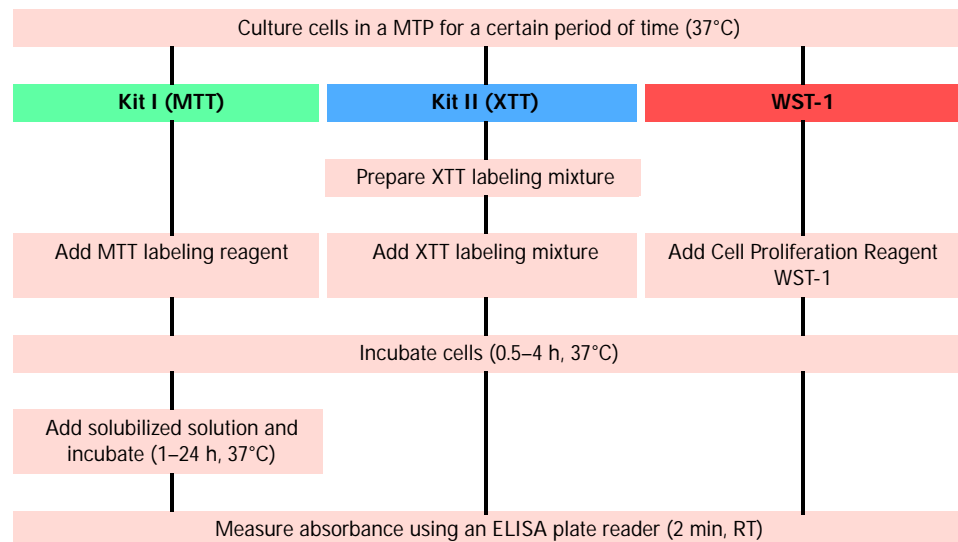 Culture cells in a MTP for a certain period of time (37°C)
Kit I (MTT)
Kit II (XTT)
WST-1
Prepare XTT labeling mixture
Add MTT labeling reagent
Add XTT labeling mixture
Add Cell Proliferation Reagent
WST-1
Incubate cells (0.5–4 h, 37°C)
Add solubilized solution and
incubate (1–24 h, 37°C)
Measure absorbance using an ELISA plate reader (2 min, RT)